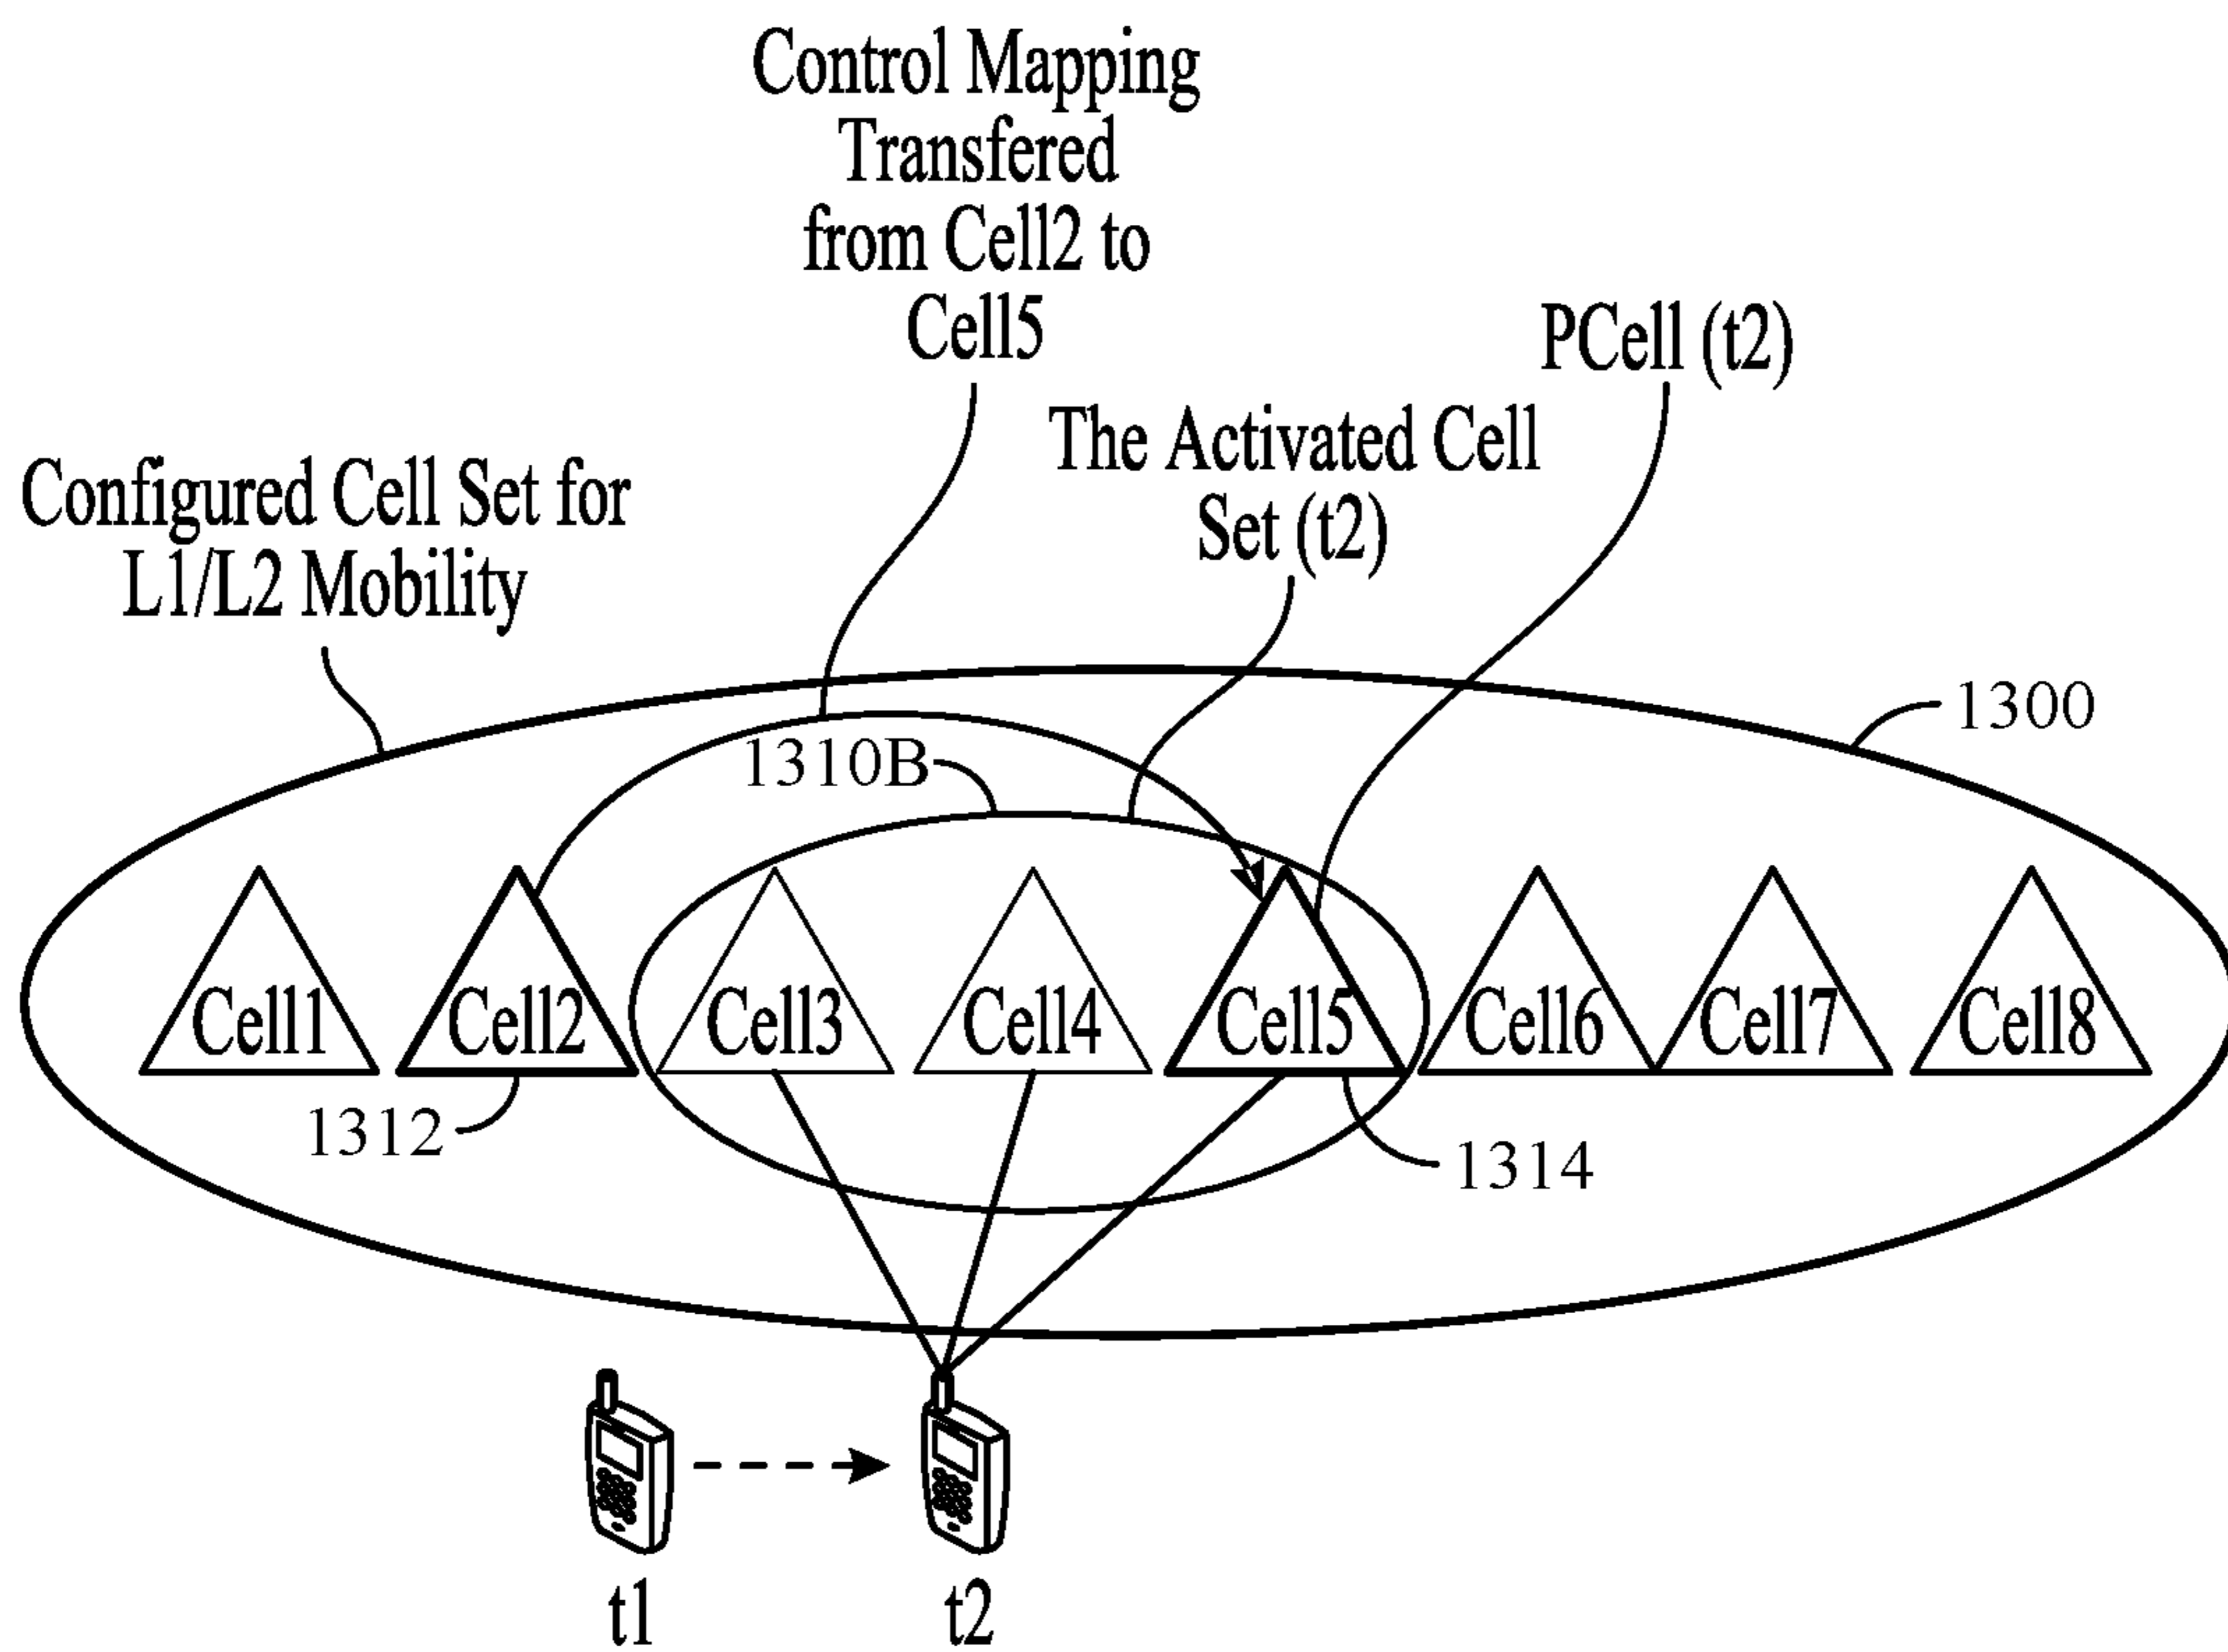 Control Mapping
Transfered
from Cell2 to
Cell5
PCell (t2)
The Activated Cell
Set (t2)
Configured Cell Set for
L1/L2 Mobility
1300
1310B
Cell1
Cell2
Cell3
Cell4
Cell5
Cell6
Cell7
Cell8
1312
1314
t1
t2